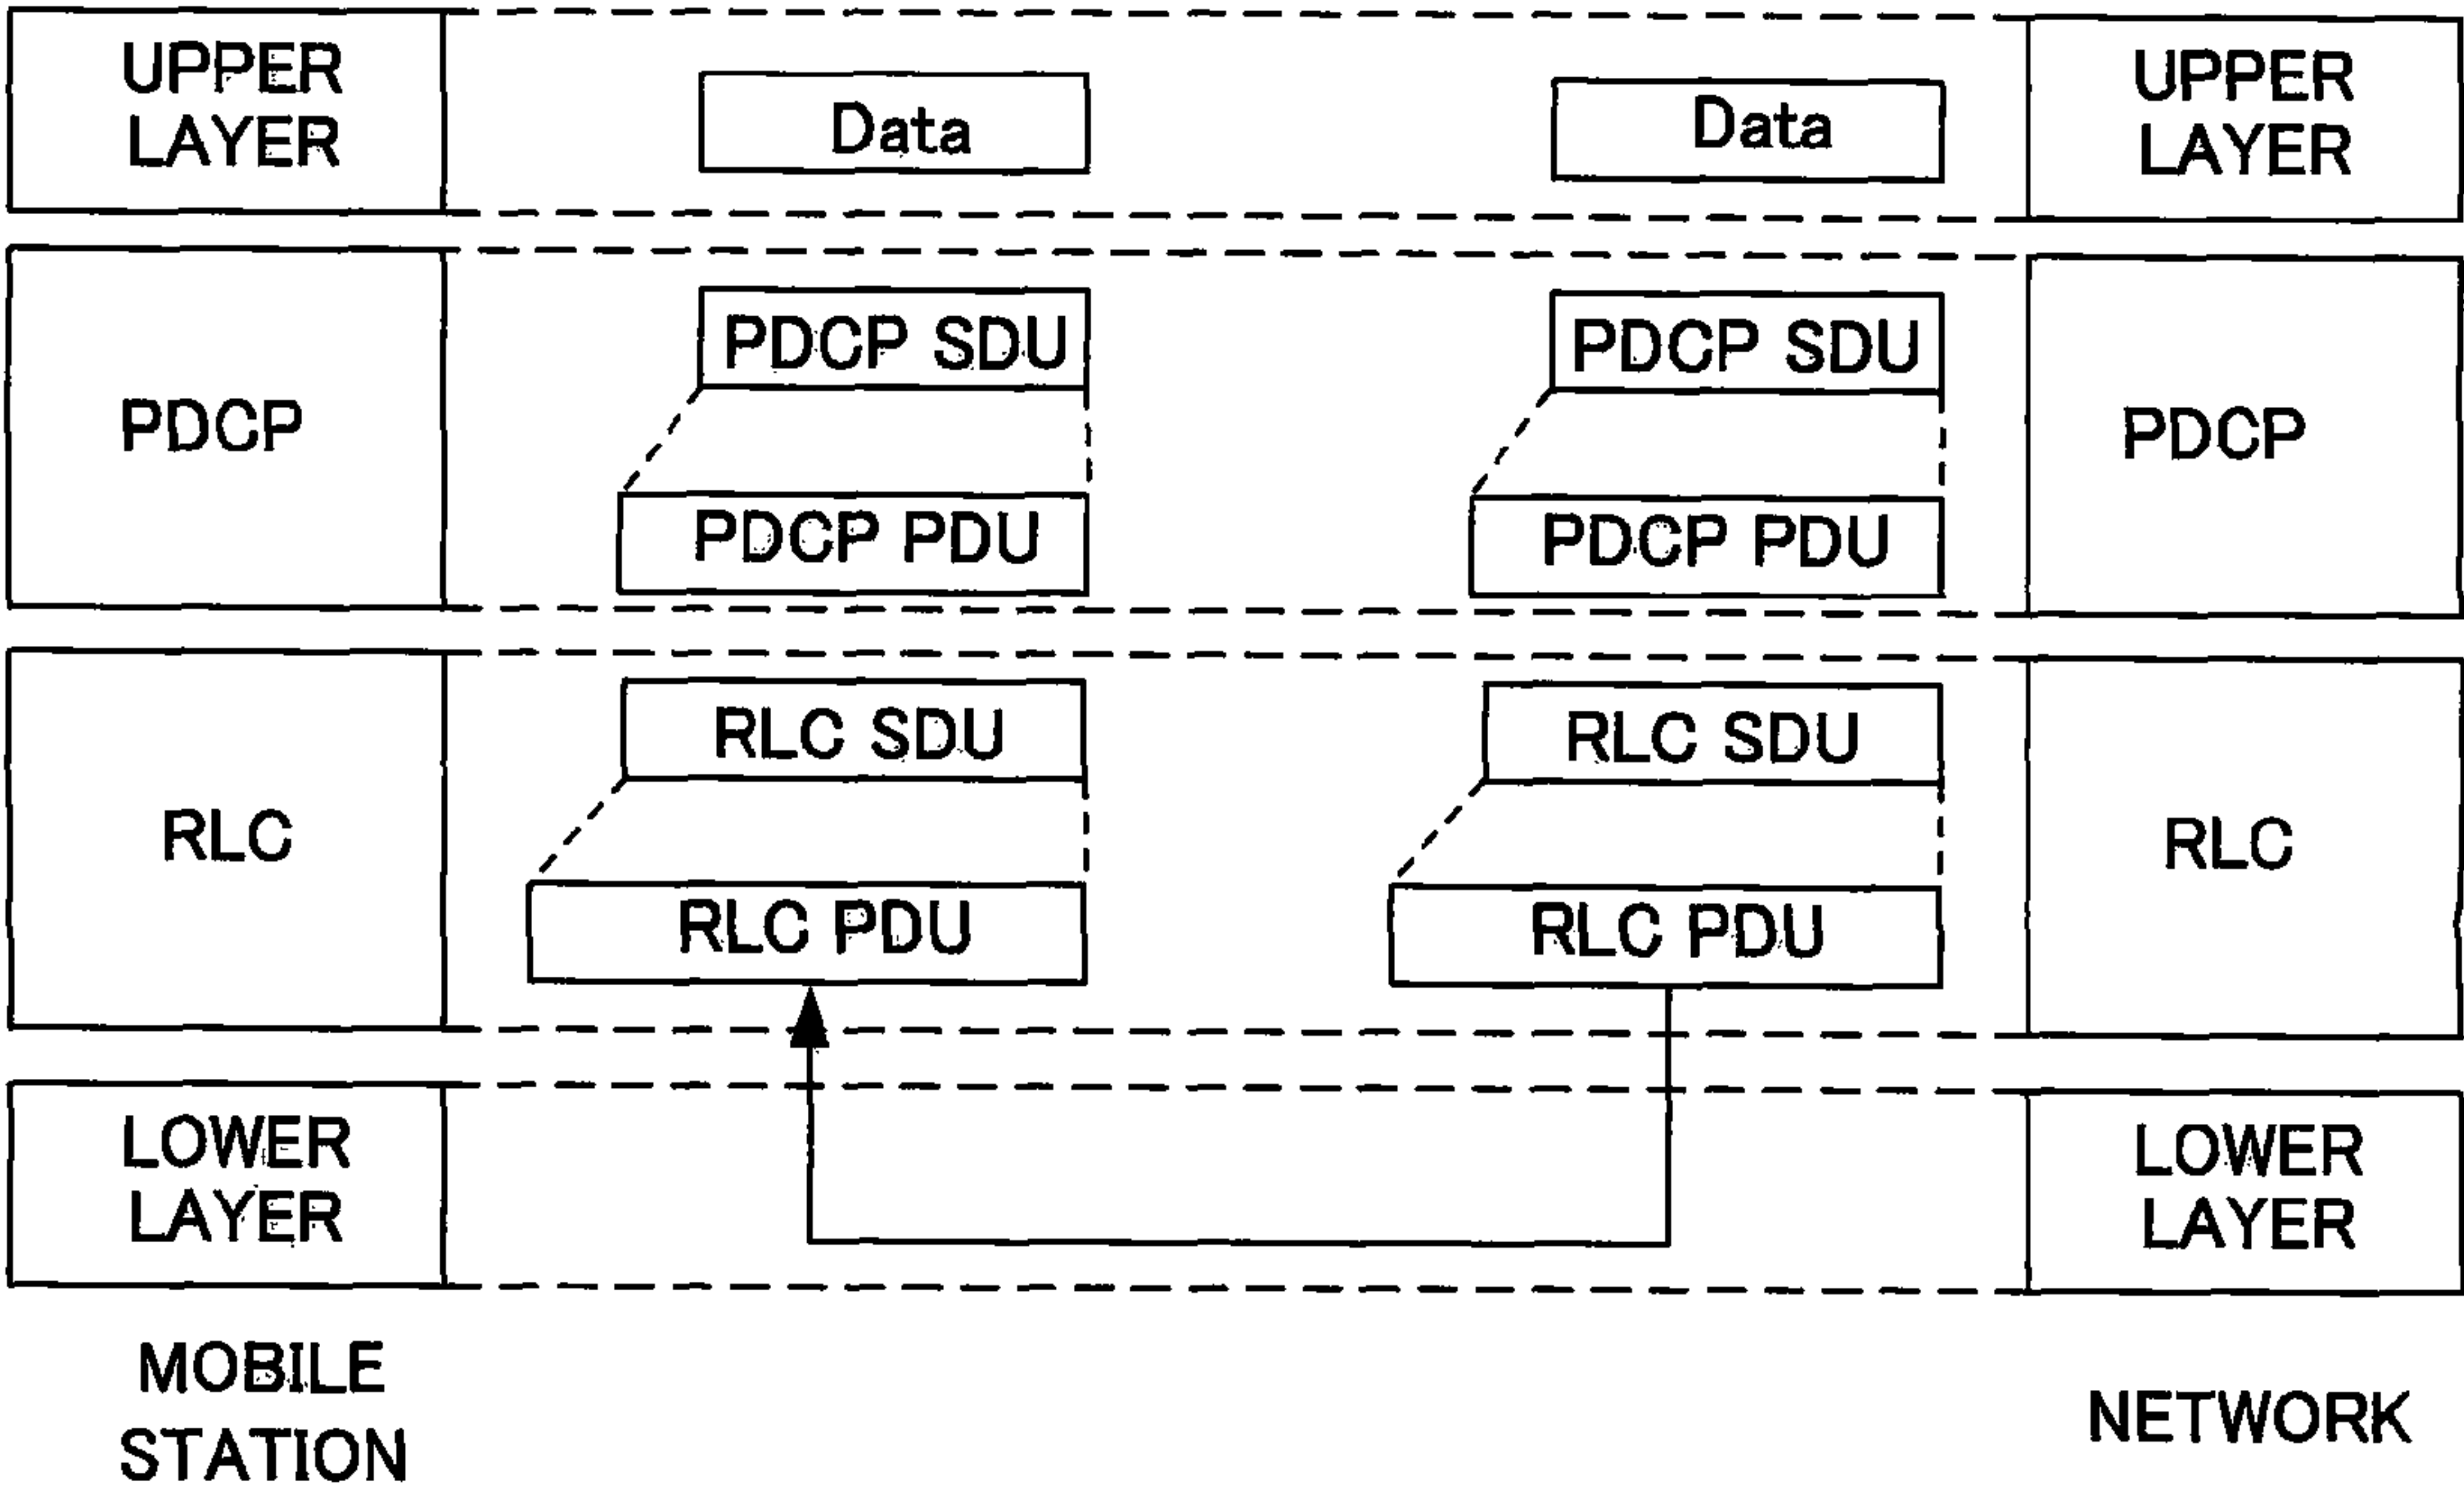 UPPER
LAYER
Data
Data
UPPER
LAYER
PDCP
PDCP SDU
PDCP PDU
PDCP SDU
PDCP PDU
PDCP
RLC
RLC SDU
RLC PDU
RLC SDU
RLC PDU
RLC
LOWER
LAYER
LOWER
LAYER
MOBILE
STATION
NETWORK